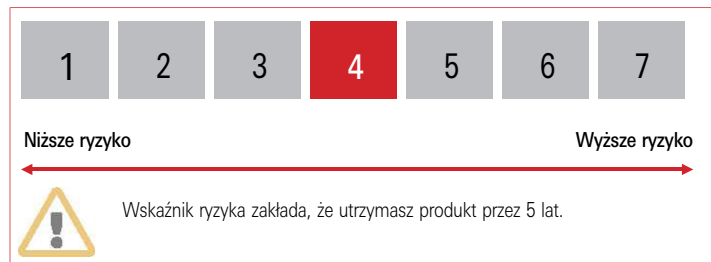 1 2 3 4 5 6 7
Niższe ryzyko Wyższe ryzyko
Wskaźnik ryzyka zakłada, że utrzymasz produkt przez 5 lat.